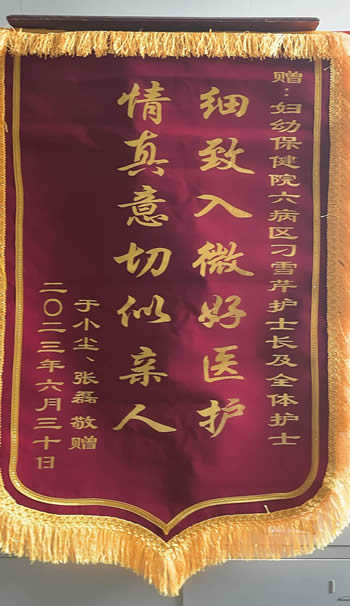 赠：妇幼保健院六病区刁雪芹护士长及全体护士
细致入微好医护
情真意切似亲人
于小尘、张磊 敬赠
二〇二三年六月三十日